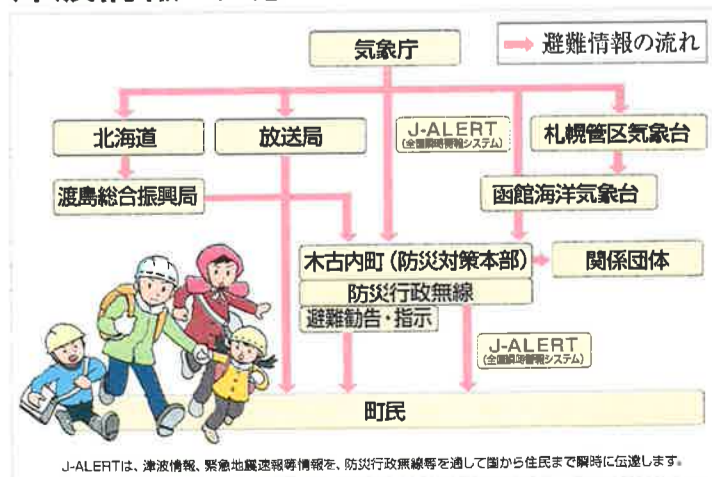 避難情報の流れ
気象庁
北海道
放送局
J-ALERT
(全国瞬時情報システム)
札幌管区気象台
渡島総合振興局
函館海洋気象台
木古内町(防災対策本部)
関係団体
防災行政無線
避難勧告・指示
J-ALERT
(全国瞬時情報システム)
町民
J-ALERTは、津波情報、緊急地震速報等情報を、防災行政無線等を通して国から住民まで瞬時に伝達します。